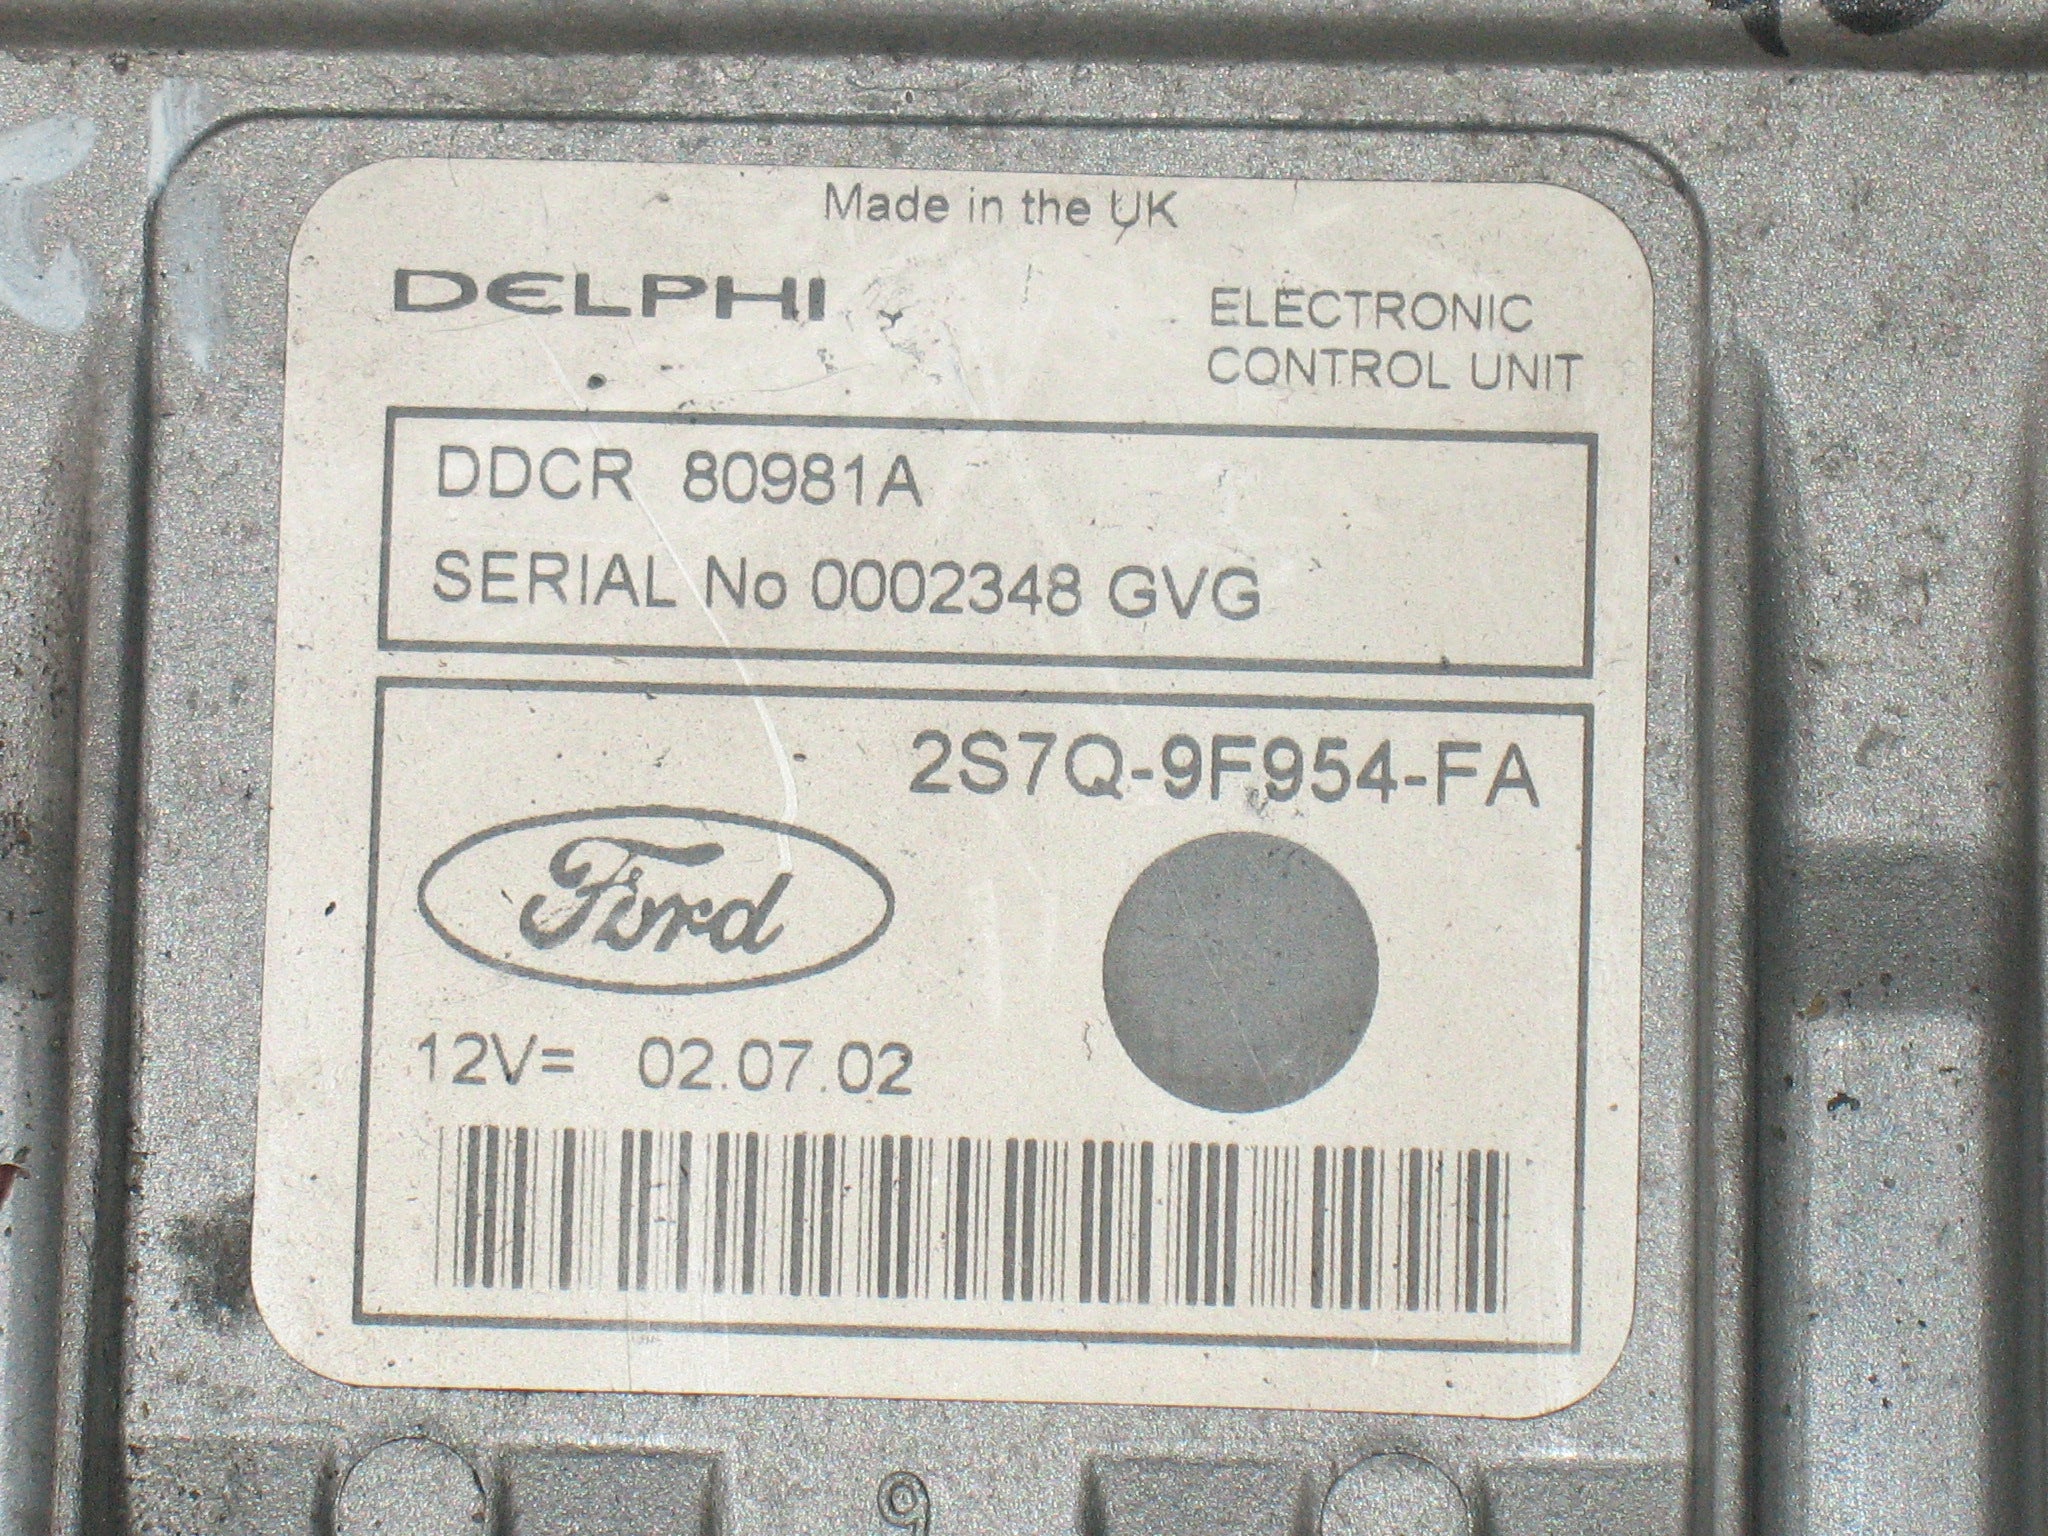 Made in the UK
DELPHI
ELECTRONIC
CONTROL UNIT
DDCR 80981A
SERIAL No 0002348 GVG
2S7Q-9F954-FA
Ford
12V= 02.07.02